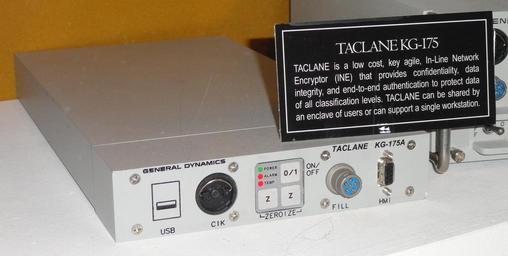 TACLANE KG-175
TACLANE is a low cost, key agile, In-Line Network
Encryptor (INE) that provides confidentiality, data
integrity, and end-to-end authentication to protect data
of all classification levels. TACLANE can be shared by
an enclave of users or can support a single workstation.
GENERAL DYNAMICS
TACLANE KG-175A
POWER
ALARM
TEMP
0/1
ON/
OFF
Z Z
ZEROIZE
USB
CIK
FILL
HMI